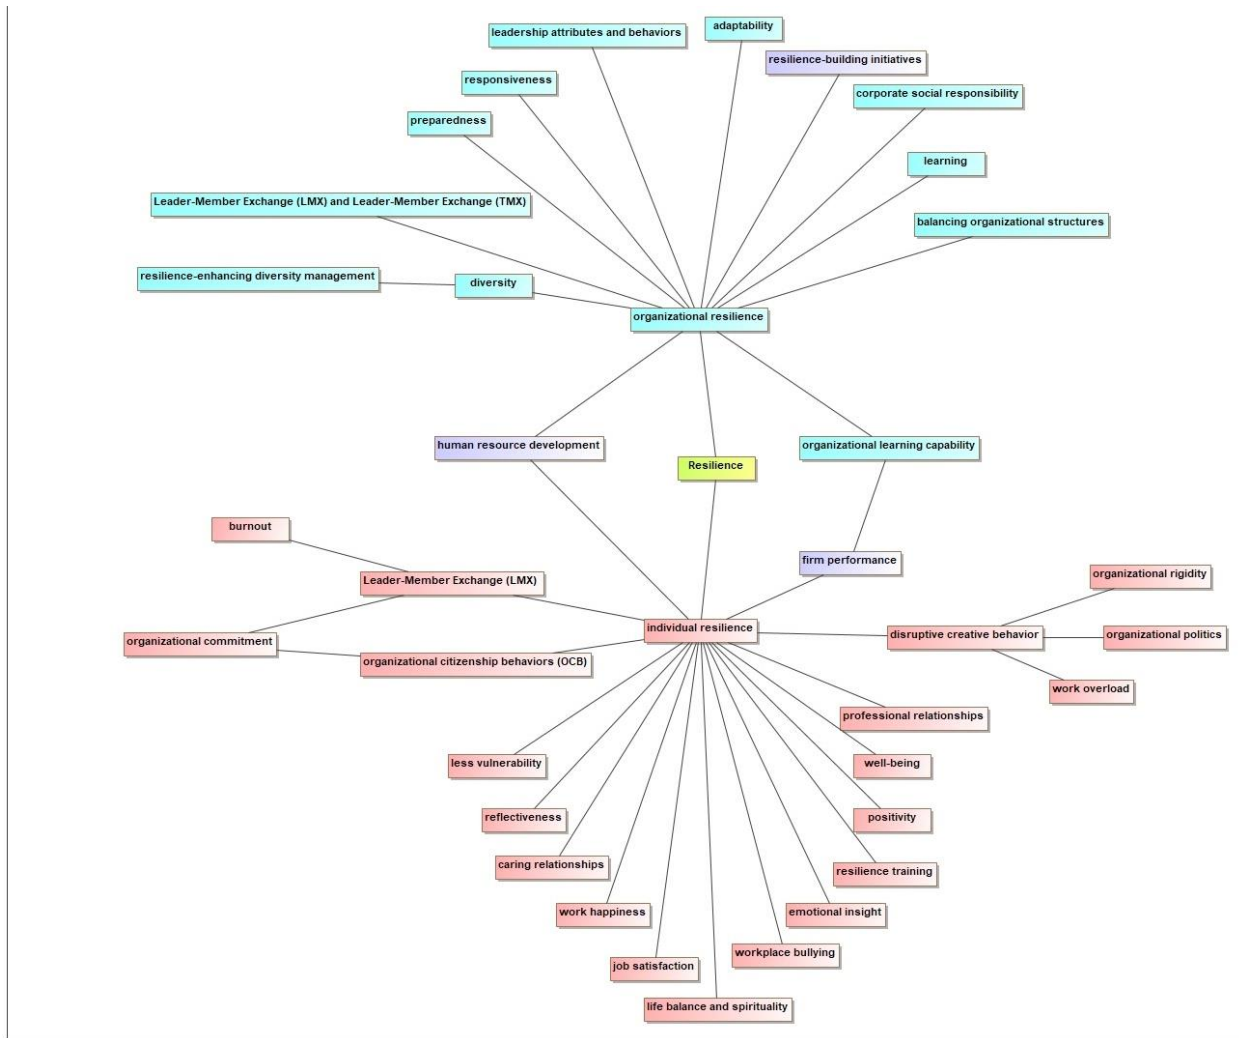 adaptability
leadership attributes and behaviors
resilience-building initiatives
responsiveness
corporate social responsibility
preparedness
learning
Leader-Member Exchange (LMX) and Leader-Member Exchange (TMX)
balancing organizational structures
resilience-enhancing diversity management
diversity
organizational resilience
human resource development
organizational learning capability
Resilience
burnout
firm performance
organizational rigidity
Leader-Member Exchange (LMX)
individual resilience
disruptive creative behavior
organizational politics
organizational commitment
organizational citizenship behaviors (OCB)
work overload
professional relationships
less vulnerability
well-being
reflectiveness
positivity
caring relationships
resilience training
work happiness
emotional insight
workplace bullying
job satisfaction
life balance and spirituality